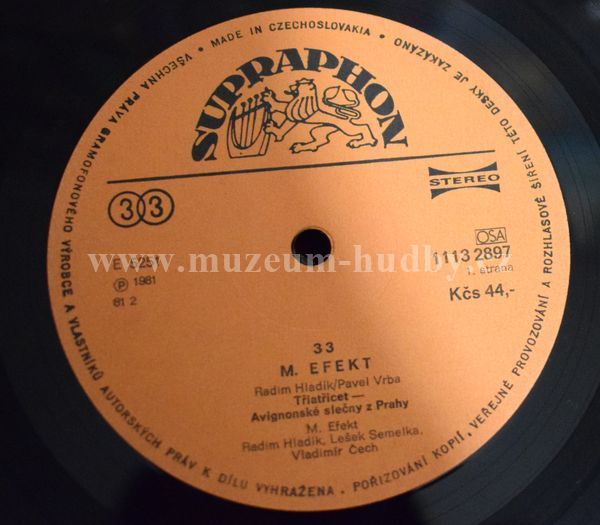 VŠECHNA PRÁVA GRAMOFONOVÉHO VÝROBCE A VLASTNÍKŮ AUTORSKÝCH PRÁV K DÍLU VYHRAŽENA. POŘIZOVÁNÍ KOPIÍ, VEŘEJNÉ PROVOZOVÁNÍ A ROZHLASOVÉ ŠÍŘENÍ TÉTO DESKY JE ZAKÁZÁNO • MADE IN CZECHOSLOVAKIA •
SUPRAPHON
33
STEREO
OSA
1113 2897
1. strana
Kčs 44,-
www.muzeum-hudby.cz
℗ 1981
81 2
33
M. EFEKT
Radim Hladík/Pavel Vrba
Třiatřicet —
Avignonské slečny z Prahy
M. Efekt
Radim Hladík, Lešek Semelka,
Vladimír Čech